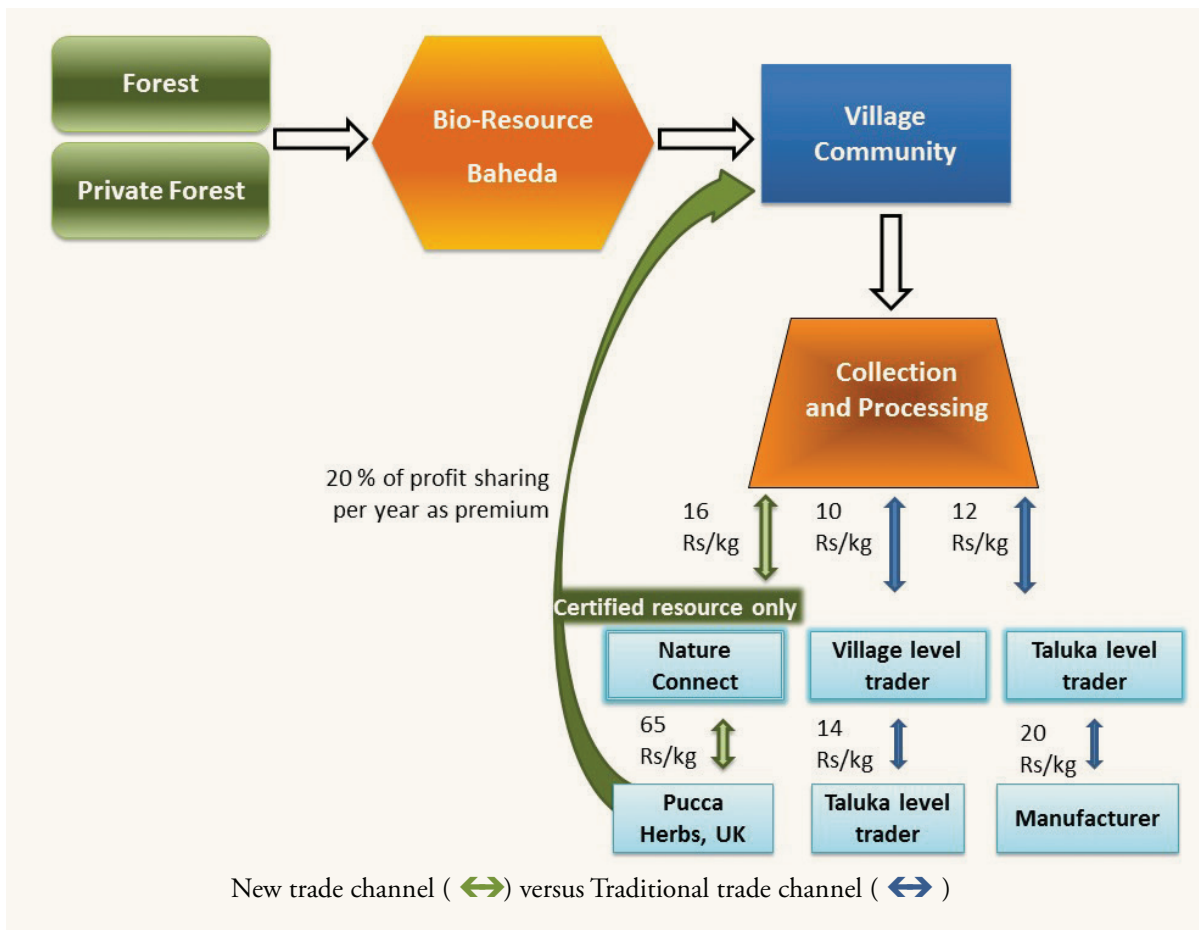 Forest
Private Forest
Bio-Resource
Baheda
Village
Community
Collection
and Processing
20 % of profit sharing
per year as premium
16
Rs/kg
10
Rs/kg
12
Rs/kg
Certified resource only
Nature
Connect
Village level
trader
Taluka level
trader
65
Rs/kg
14
Rs/kg
20
Rs/kg
Pucca
Herbs, UK
Taluka level
trader
Manufacturer
New trade channel ( ↔) versus Traditional trade channel ( ↔ )